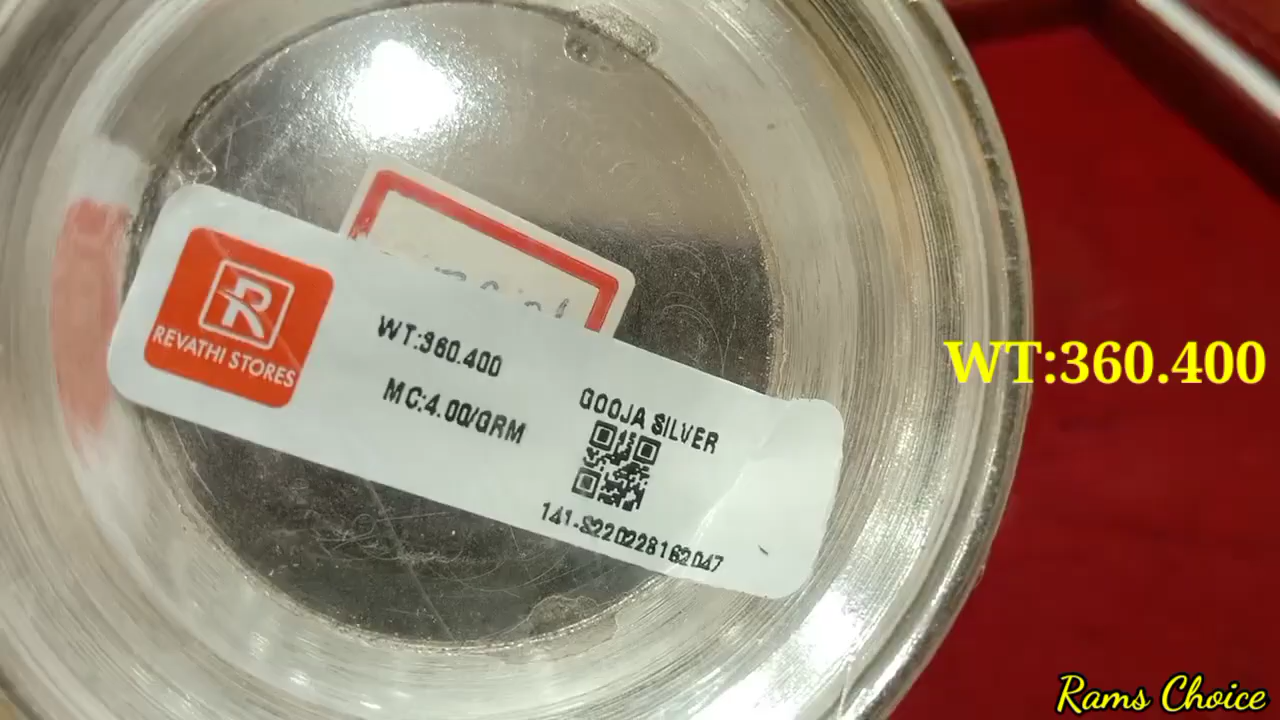 REVATHI STORES
WT:360.400
MC:4.00/GRM
GOOJA SILVER
141-S220228162047
WT:360.400
Rams Choice